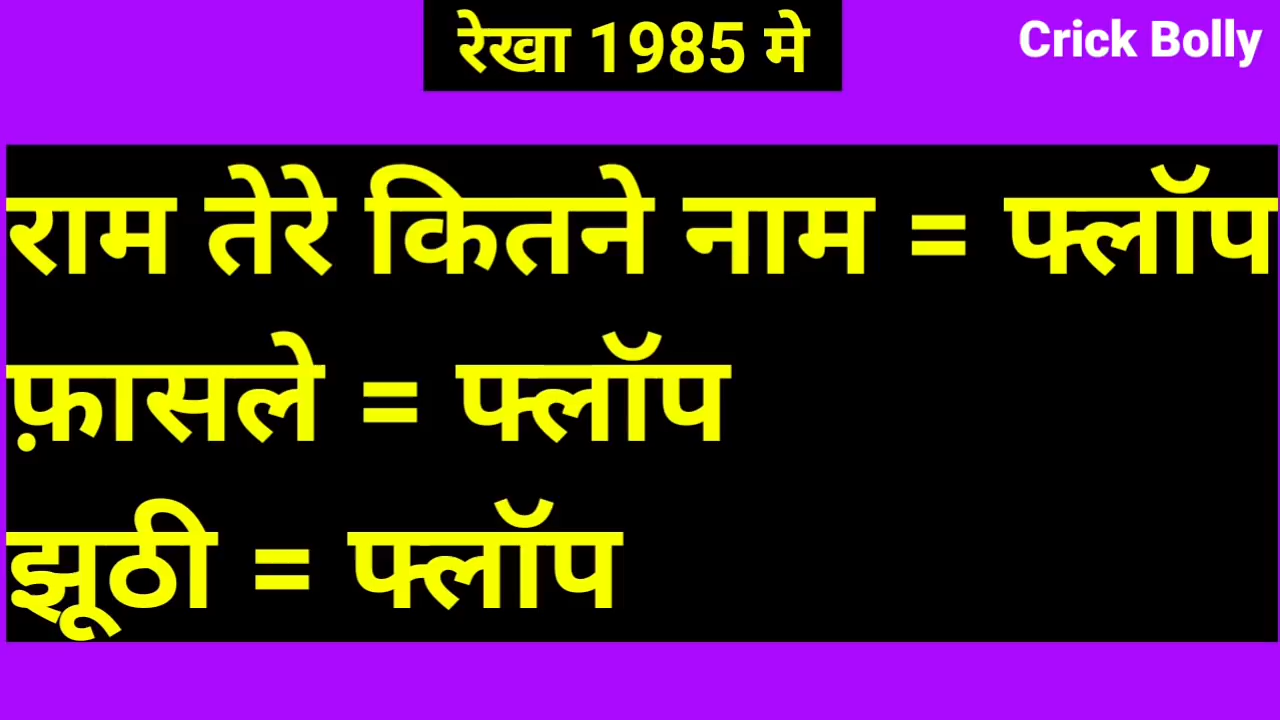 रेखा 1985 मे
Crick Bolly
राम तेरे कितने नाम = फ्लॉप
फ़ासले = फ्लॉप
झूठी = फ्लॉप